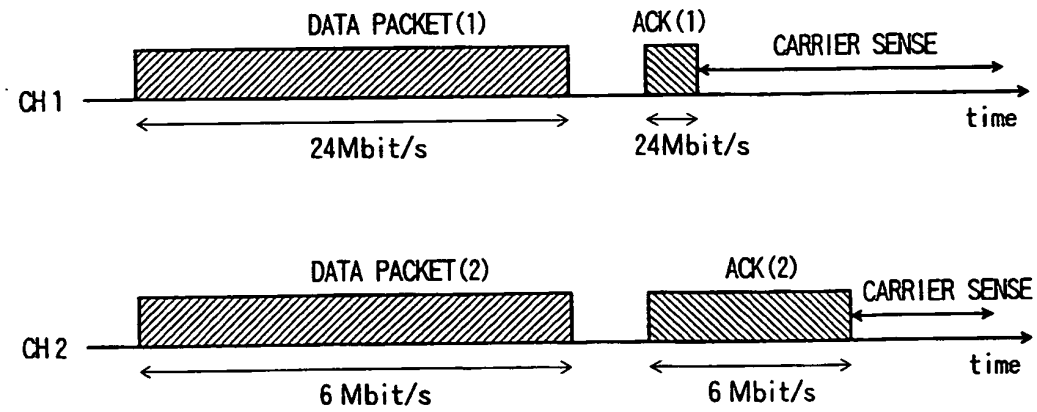 DATA PACKET(1)
ACK(1)
CARRIER SENSE
CH1
time
24Mbit/s
24Mbit/s
DATA PACKET(2)
ACK(2)
CARRIER SENSE
CH2
time
6 Mbit/s
6 Mbit/s